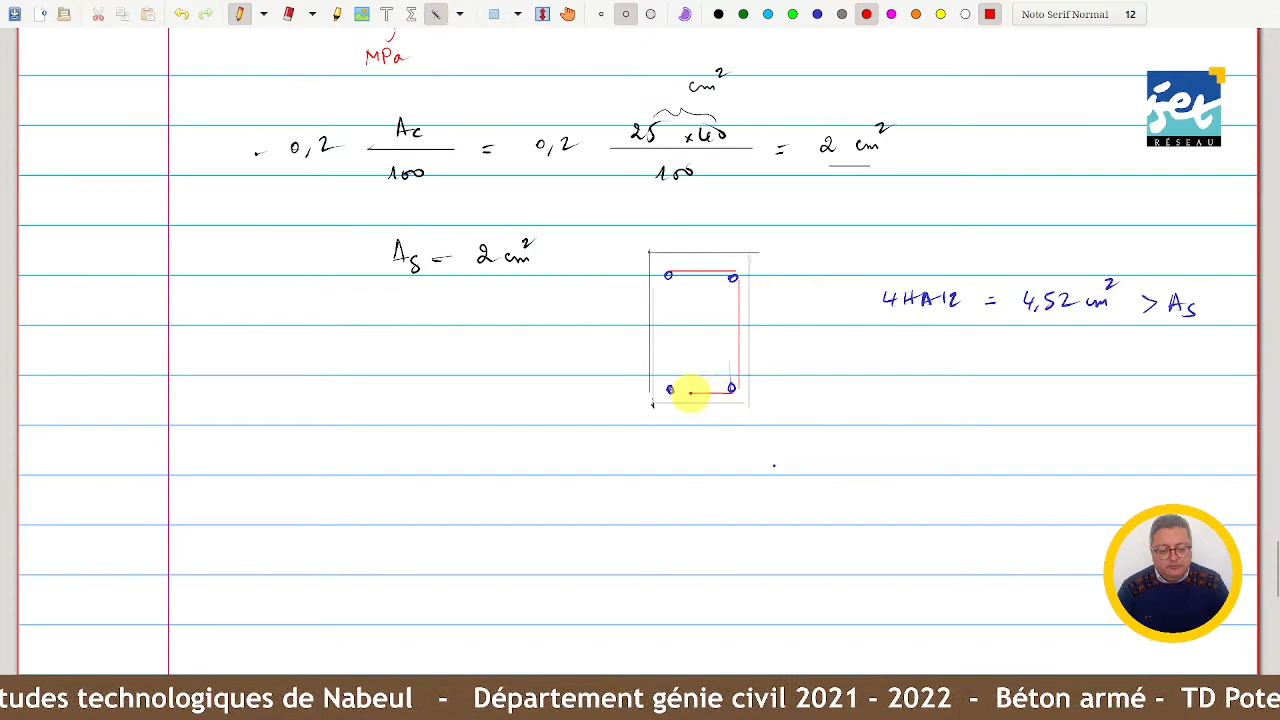 Noto Serif Normal 12
MPa
cm²
- 0,2 Ac/100 = 0,2 25 x 40/100 = 2 cm²
As = 2 cm²
4HA12 = 4,52 cm² > As
iset
RÉSEAU
tudes technologiques de Nabeul - Département génie civil 2021 - 2022 - Béton armé - TD Pote